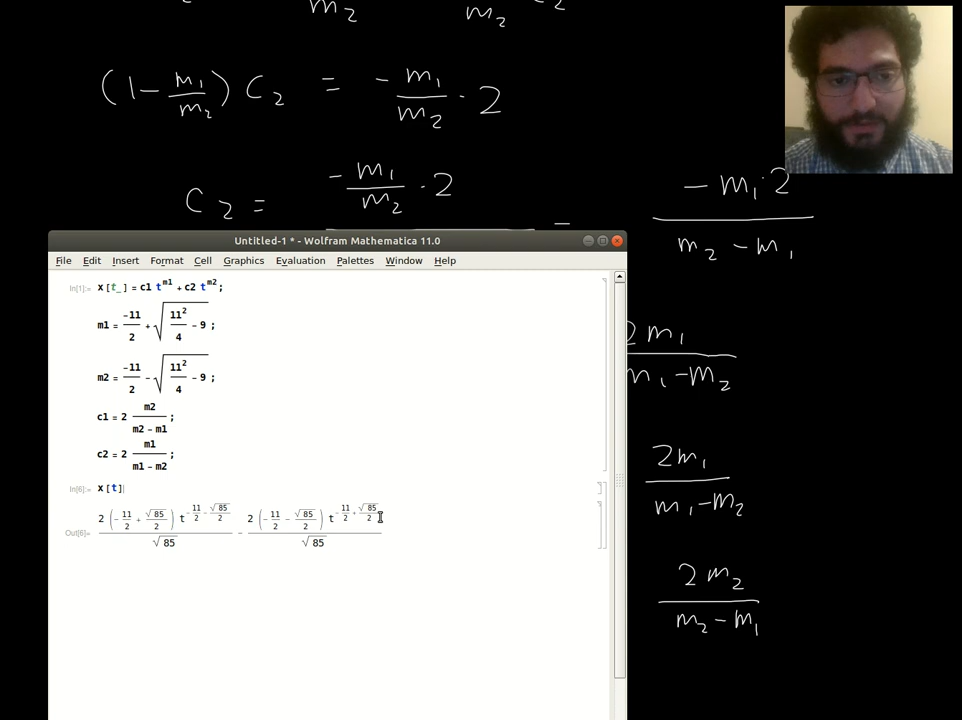 m₂ m₂
(1 - m₁/m₂) C₂ = - m₁/m₂ · 2
C₂ = - m₁/m₂ · 2 = - m₁ · 2 / m₂ - m₁
Untitled-1 * - Wolfram Mathematica 11.0
File Edit Insert Format Cell Graphics Evaluation Palettes Window Help
In[1]:= x[t_] = c1 t^m1 + c2 t^m2;
m1 = -11/2 + √(11²/4 - 9);
m2 = -11/2 - √(11²/4 - 9);
c1 = 2 m2/(m2 - m1);
c2 = 2 m1/(m1 - m2);
In[6]:= x[t]
Out[6]= 2 (-11/2 + √85/2) t^(-11/2 - √85/2) / √85 - 2 (-11/2 - √85/2) t^(-11/2 + √85/2) / √85
2m₁ / m₁ - m₂
2m₁ / m₁ - m₂
2m₂ / m₂ - m₁